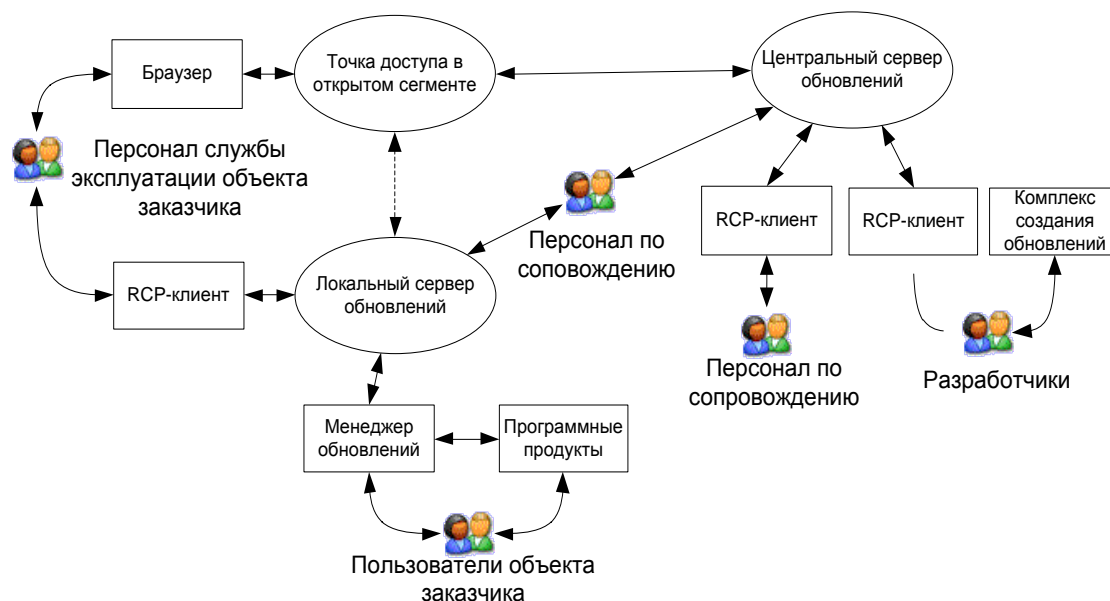 Браузер
Точка доступа в
открытом сегменте
Центральный сервер
обновлений
Персонал службы
эксплуатации объекта
заказчика
RCP-клиент
Локальный сервер
обновлений
Персонал по
соповождению
RCP-клиент
RCP-клиент
Комплекс
создания
обновлений
Персонал по
сопровождению
Разработчики
Менеджер
обновлений
Программные
продукты
Пользователи объекта
заказчика